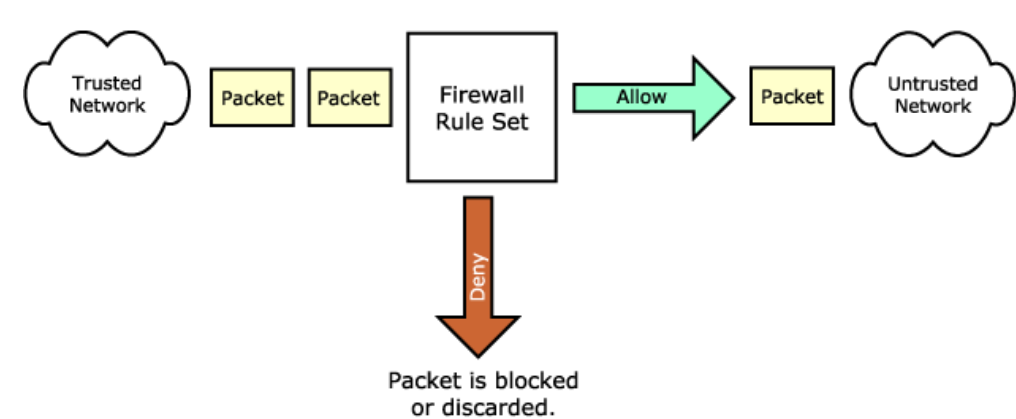 Trusted
Network
Packet
Packet
Firewall
Rule Set
Allow
Packet
Untrusted
Network
Deny
Packet is blocked
or discarded.